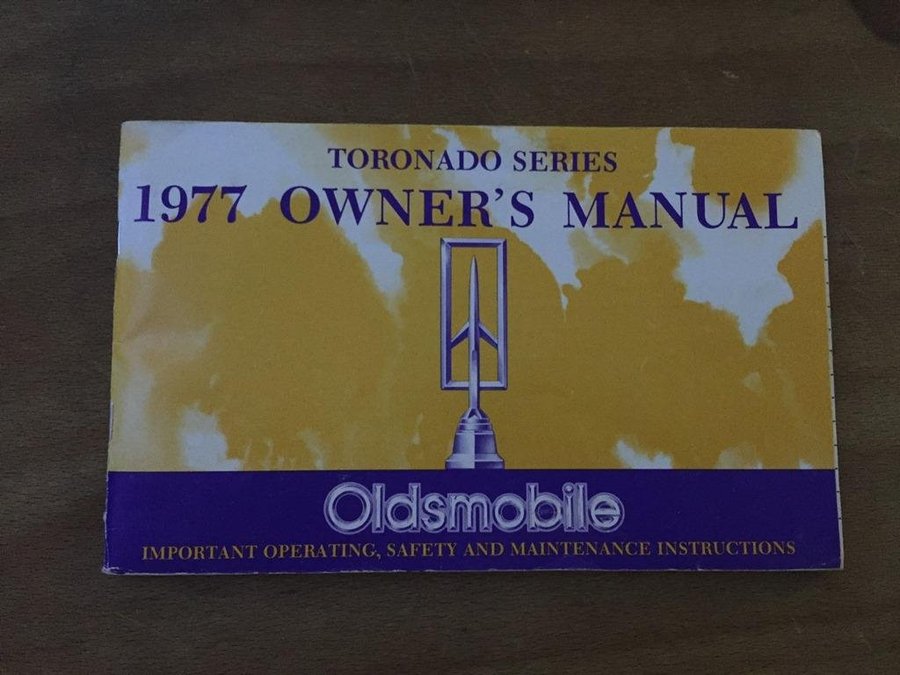 TORONADO SERIES
1977 OWNER'S MANUAL
Oldsmobile
IMPORTANT OPERATING, SAFETY AND MAINTENANCE INSTRUCTIONS